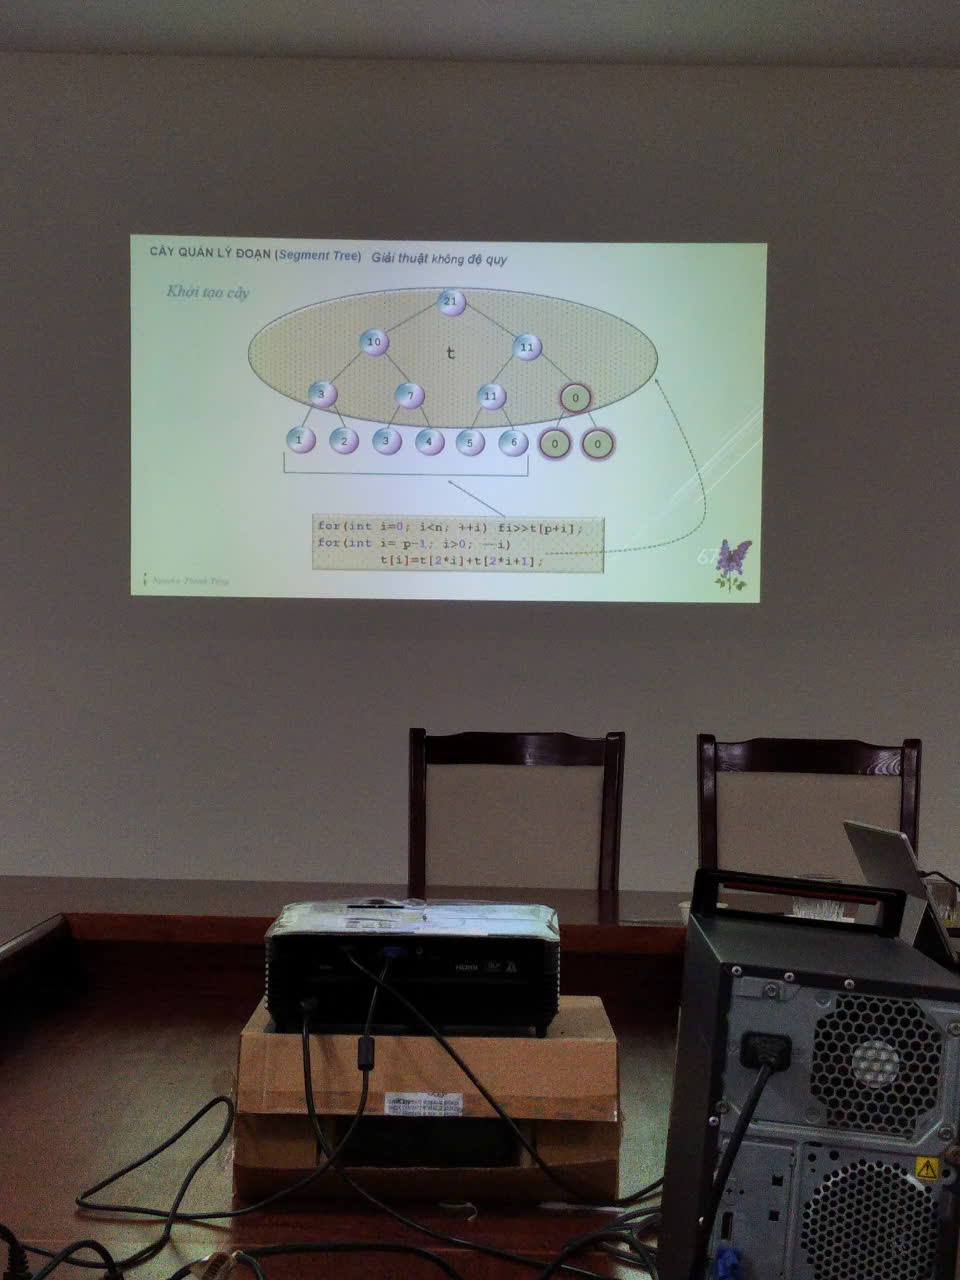 CÂY QUẢN LÝ ĐOẠN (Segment Tree) Giải thuật không đệ quy
Khởi tạo cây
21
10
t
11
3
7
11
0
1
2
3
4
5
6
0
0
for(int i=0; i<n; ++i) fi>>t[p+i];
for(int i= p-1; i>0; --i)
t[i]=t[2*i]+t[2*i+1];
67
HDMI